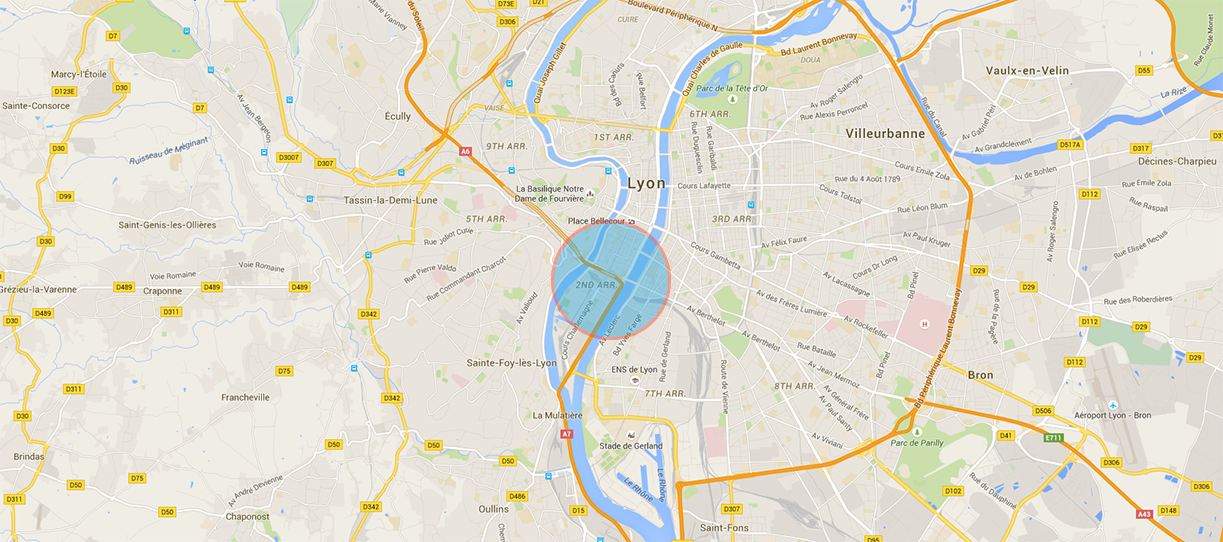 du-Soleil
Marie Vianney
D73E
D21
D306
CUIRE
Boulevard Périphérique N
Rue Claude Monet
D7
Quai Joseph Gillet
Quai Charles de Gaulle
Bd Laurent Bonnevay
DOUA
Marcy-l'Étoile
D30
D123E
Sainte-Consorce
D7
Av Jean Bergeron
Écully
VAISE
Bd des Canuts
rue Belfort
Parc de la Tête d'Or
Av Roger Salengro
Rue Alexis Perroncel
Vaulx-en-Velin
D55
La Rize
1ST ARR.
6TH ARR.
Rue Duguesclin
Rue Garibaldi
Villeurbanne
Rue du Canal
Av Gabriel Péri
Av Grandclément
D517A
D317
D30
Ruisseau de Méginant
D3007
D307
A6
9TH ARR.
Décines-Charpieu
Cours Emile Zola
Av de Bohlen
Rue Emile Zola
Rue du 4 Août 1789
Lyon
Cours Lafayette
Cours Tolstoï
La Basilique Notre
Dame de Fourvière
D99
Tassin-la-Demi-Lune
D112
Rue Raspail
Rue Léon Blum
Saint-Genis-les-Ollières
5TH ARR.
Place Bellecour
3RD ARR.
Av Roger Salengro
D30
Rue Joliot Curie
Av Félix Faure
Av Paul Kruger
Rue Elisée Reclus
Cours Gambetta
Cours Dr Long
Voie Romaine
Voie Romaine
Rue Pierre Valdo
Rue Commandant Charcot
Av Lacassagne
Bd Pinel
D29
Grézieu-la-Varenne
D489
Craponne
D489
D489
2ND ARR.
Av Valioud
Av des Frères Lumière
Rue des Roberdières
D29
D489
D311
D342
Cours Charlemagne
Av Leclerc
Bd Yves Farge
Av Berthelot
Av Rockefeller
H
Rue de la Pagère
D112
D29
D30
Rue de Gerland
Av Berthelot
Rue Bataille
Bd Périphérique Laurent Bonnevay
D112
D29
Sainte-Foy-lès-Lyon
ENS de Lyon
Route de Vienne
Av Jean Mermoz
Bd Pinel
Bron
D75
D311
Francheville
D342
7TH ARR.
8TH ARR.
Av Général Frère
Av Paul Santy
D506
Aéroport Lyon - Bron
D30
La Mulatière
A7
Stade de Gerland
Av Viviani
Parc de Parilly
D41
E711
D50
D50
D306
Brindas
D50
Le Rhône
Le Rhône
D75
D50
Av André Devienne
D486
D102
Rue du Dauphiné
D306
D311
D50
D342
Chaponost
Oullins
D15
D307
Saint-Fons
D95
A43
D148